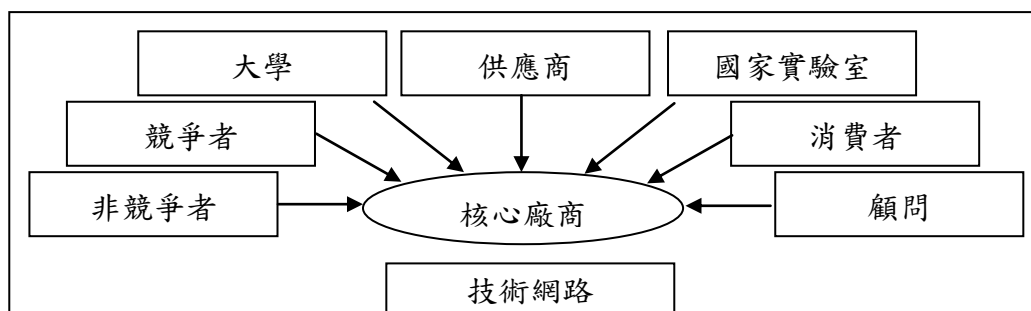 大學
供應商
國家實驗室
競爭者
消費者
非競爭者
核心廠商
顧問
技術網路